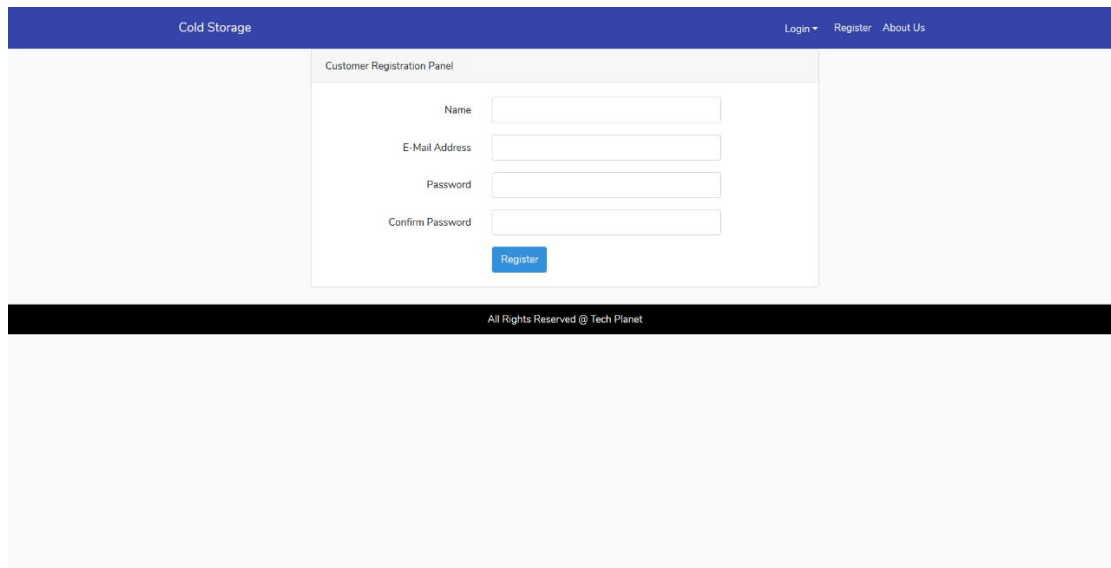 Cold Storage
Login Register About Us
Customer Registration Panel
Name
E-Mail Address
Password
Confirm Password
Register
All Rights Reserved @ Tech Planet